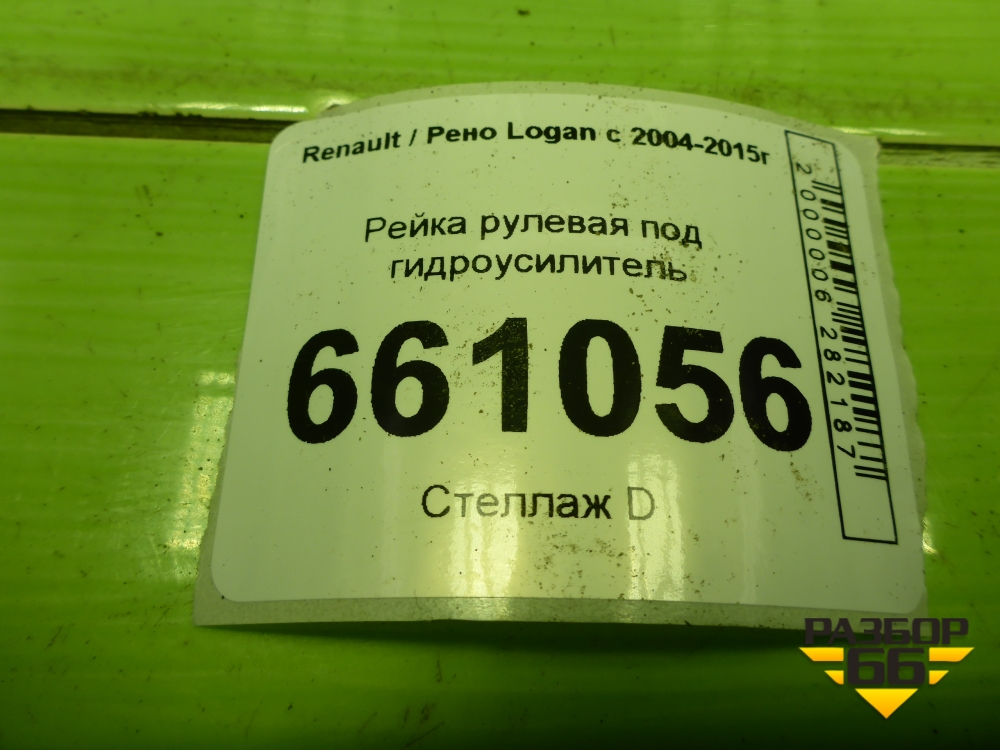 Renault / Рено Logan с 2004-2015г
Рейка рулевая под
гидроусилитель
661056
Стеллаж D
2000006282187
РАЗБОР
66